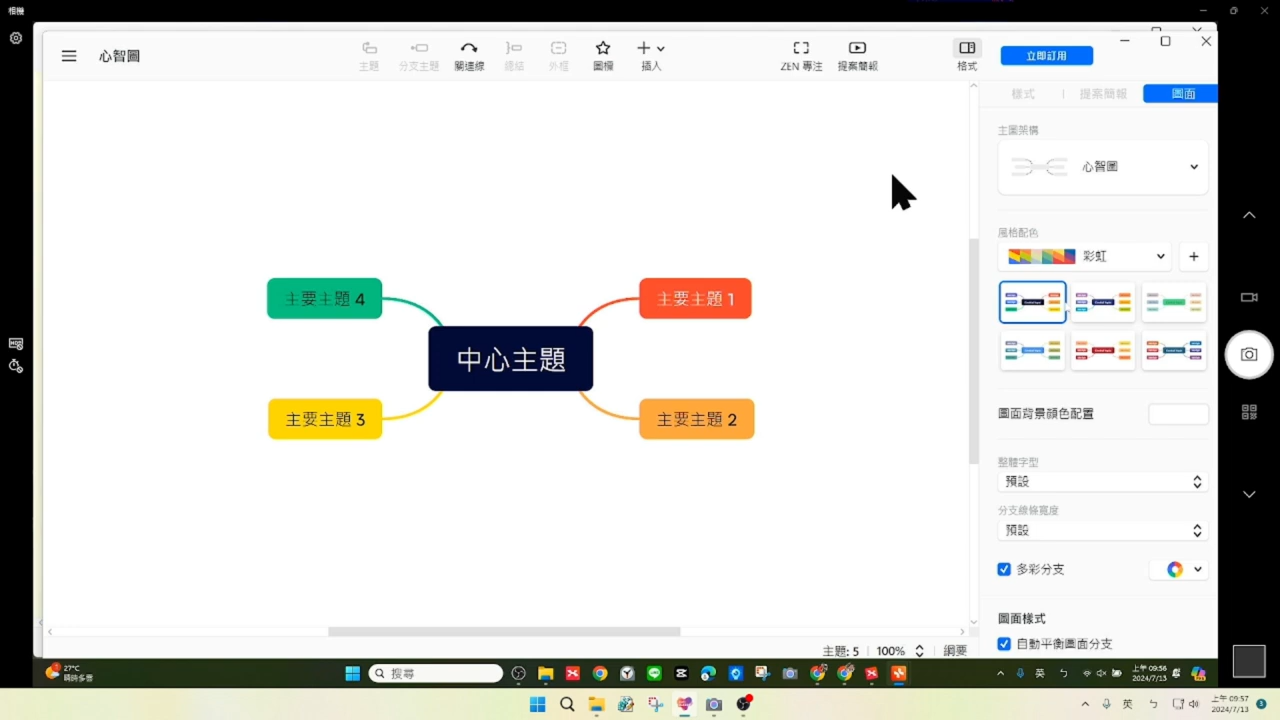 相機
心智圖
主題
分支主題
關連線
總結
外框
圖標
插入
ZEN 專注
提案簡報
格式
立即訂用
樣式
提案簡報
圖面
主圖架構
心智圖
風格配色
彩虹
圖面背景顏色配置
整體字型
預設
分支線條寬度
預設
多彩分支
圖面樣式
自動平衡圖面分支
主要主題 4
主要主題 1
中心主題
主要主題 3
主要主題 2
主題: 5
100%
綱要
27°C
瞬時多雲
搜尋
英
上午 09:56
2024/7/13
英
上午 09:57
2024/7/13